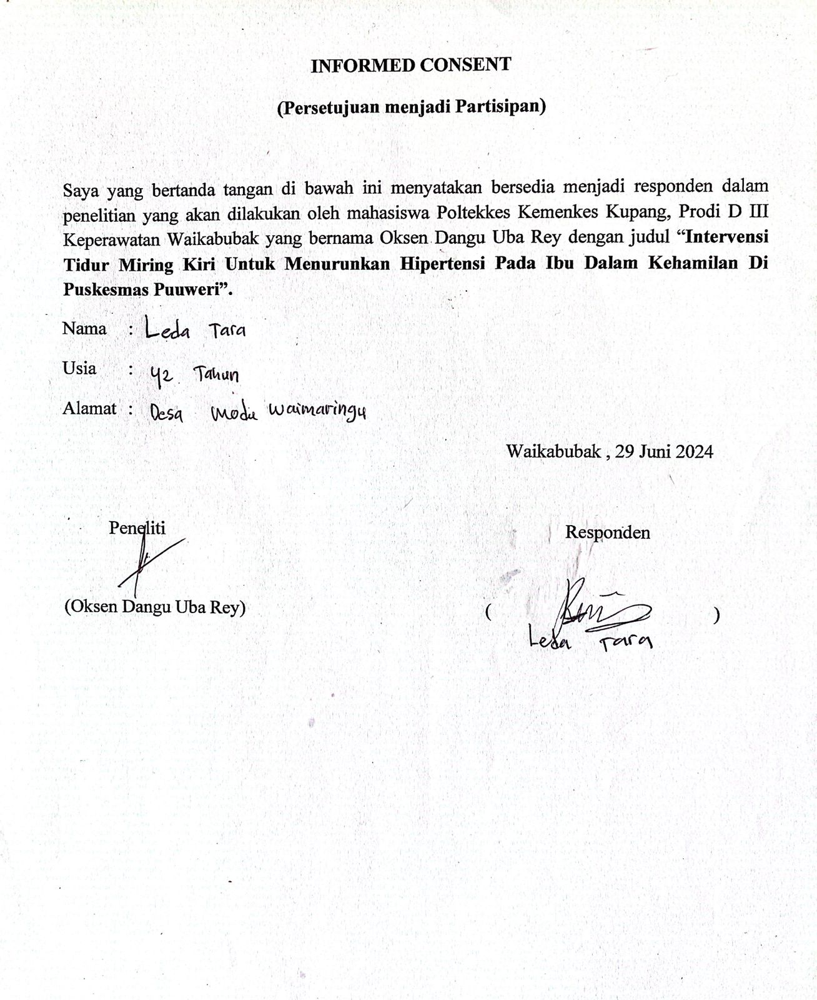 INFORMED CONSENT
(Persetujuan menjadi Partisipan)
Saya yang bertanda tangan di bawah ini menyatakan bersedia menjadi responden dalam
penelitian yang akan dilakukan oleh mahasiswa Poltekkes Kemenkes Kupang, Prodi D III
Keperawatan Waikabubak yang bernama Oksen Dangu Uba Rey dengan judul “Intervensi
Tidur Miring Kiri Untuk Menurunkan Hipertensi Pada Ibu Dalam Kehamilan Di
Puskesmas Puuweri”.
Nama : Leda Tara
Usia : 42 Tahun
Alamat : Desa Modu Waimaringu
Waikabubak , 29 Juni 2024
Peneliti
Responden
(Oksen Dangu Uba Rey)
( )
Leda Tara